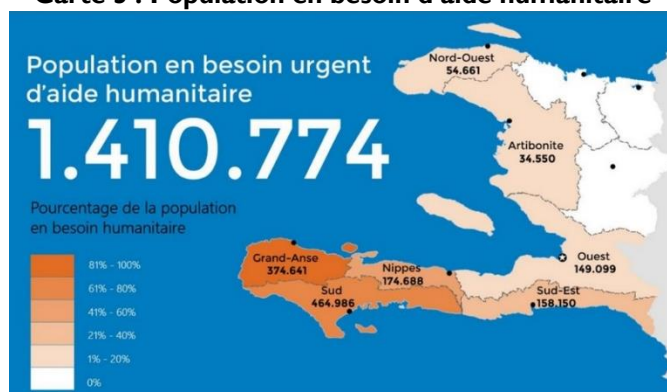 Carte 3 : Population en besoin d'aide humanitaire
Population en besoin urgent
d'aide humanitaire
1.410.774
Pourcentage de la population
en besoin humanitaire
81% - 100%
61% - 80%
41% - 60%
21% - 40%
1% - 20%
0%
Nord-Ouest
54.661
Artibonite
34.550
Ouest
149.099
Grand-Anse
374.641
Nippes
174.688
Sud
464.986
Sud-Est
158.150